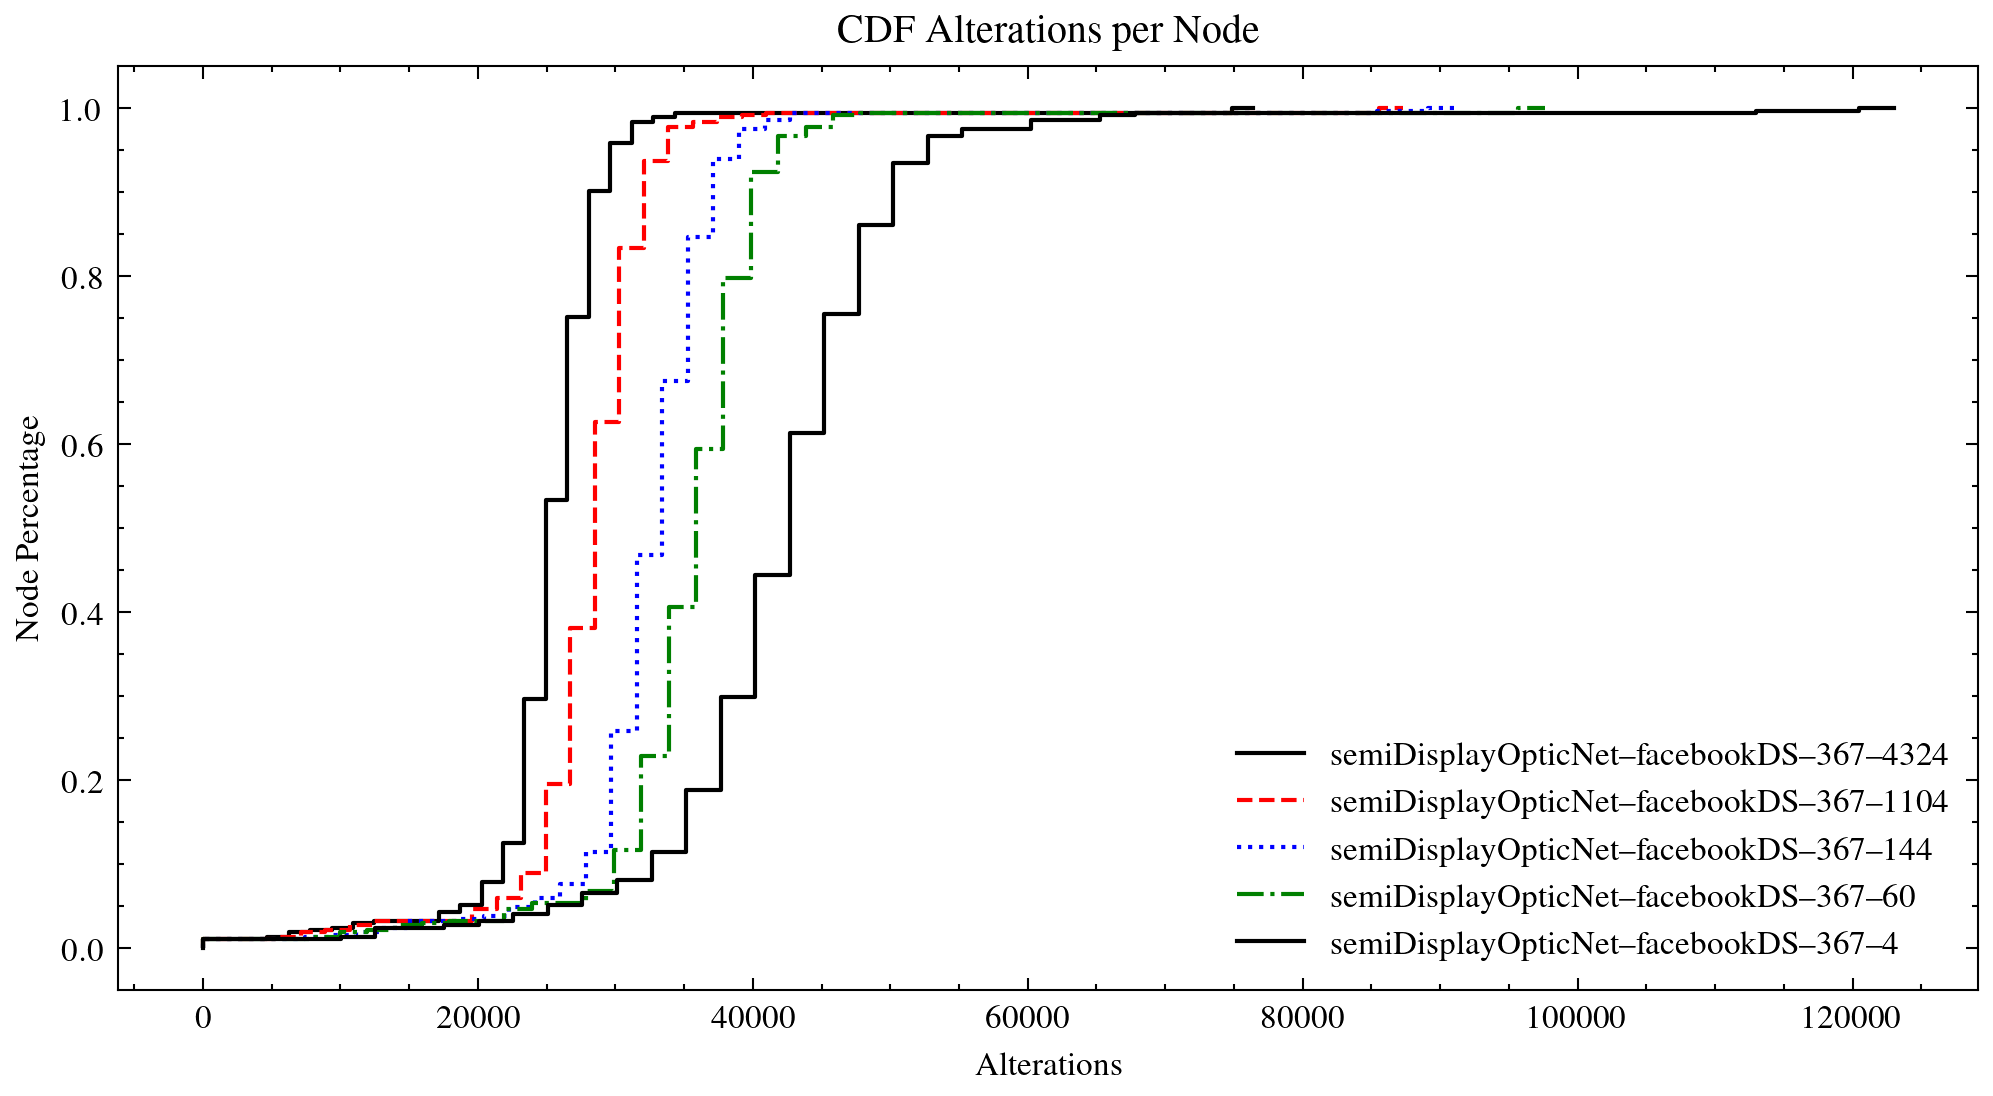 CDF Alterations per Node
1.0
0.8
0.6
0.4
0.2
0.0
Node Percentage
0 20000 40000 60000 80000 100000 120000
Alterations
semiDisplayOpticNet–facebookDS–367–4324
semiDisplayOpticNet–facebookDS–367–1104
semiDisplayOpticNet–facebookDS–367–144
semiDisplayOpticNet–facebookDS–367–60
semiDisplayOpticNet–facebookDS–367–4